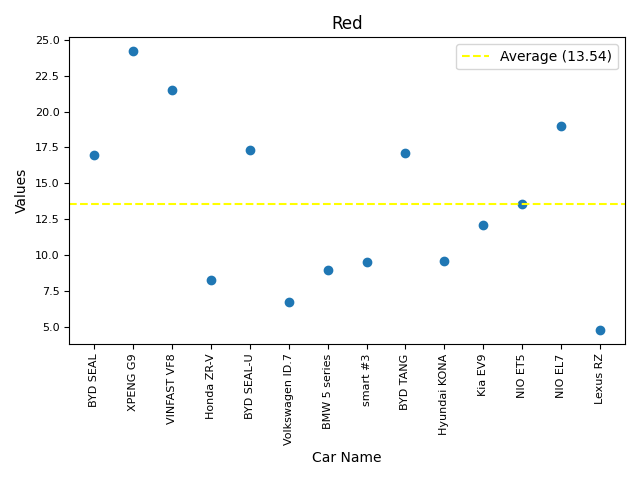 Red
Average (13.54)
Values
25.0
22.5
20.0
17.5
15.0
12.5
10.0
7.5
5.0
BYD SEAL
XPENG G9
VINFAST VF8
Honda ZR-V
BYD SEAL-U
Volkswagen ID.7
BMW 5 series
smart #3
BYD TANG
Hyundai KONA
Kia EV9
NIO ET5
NIO EL7
Lexus RZ
Car Name